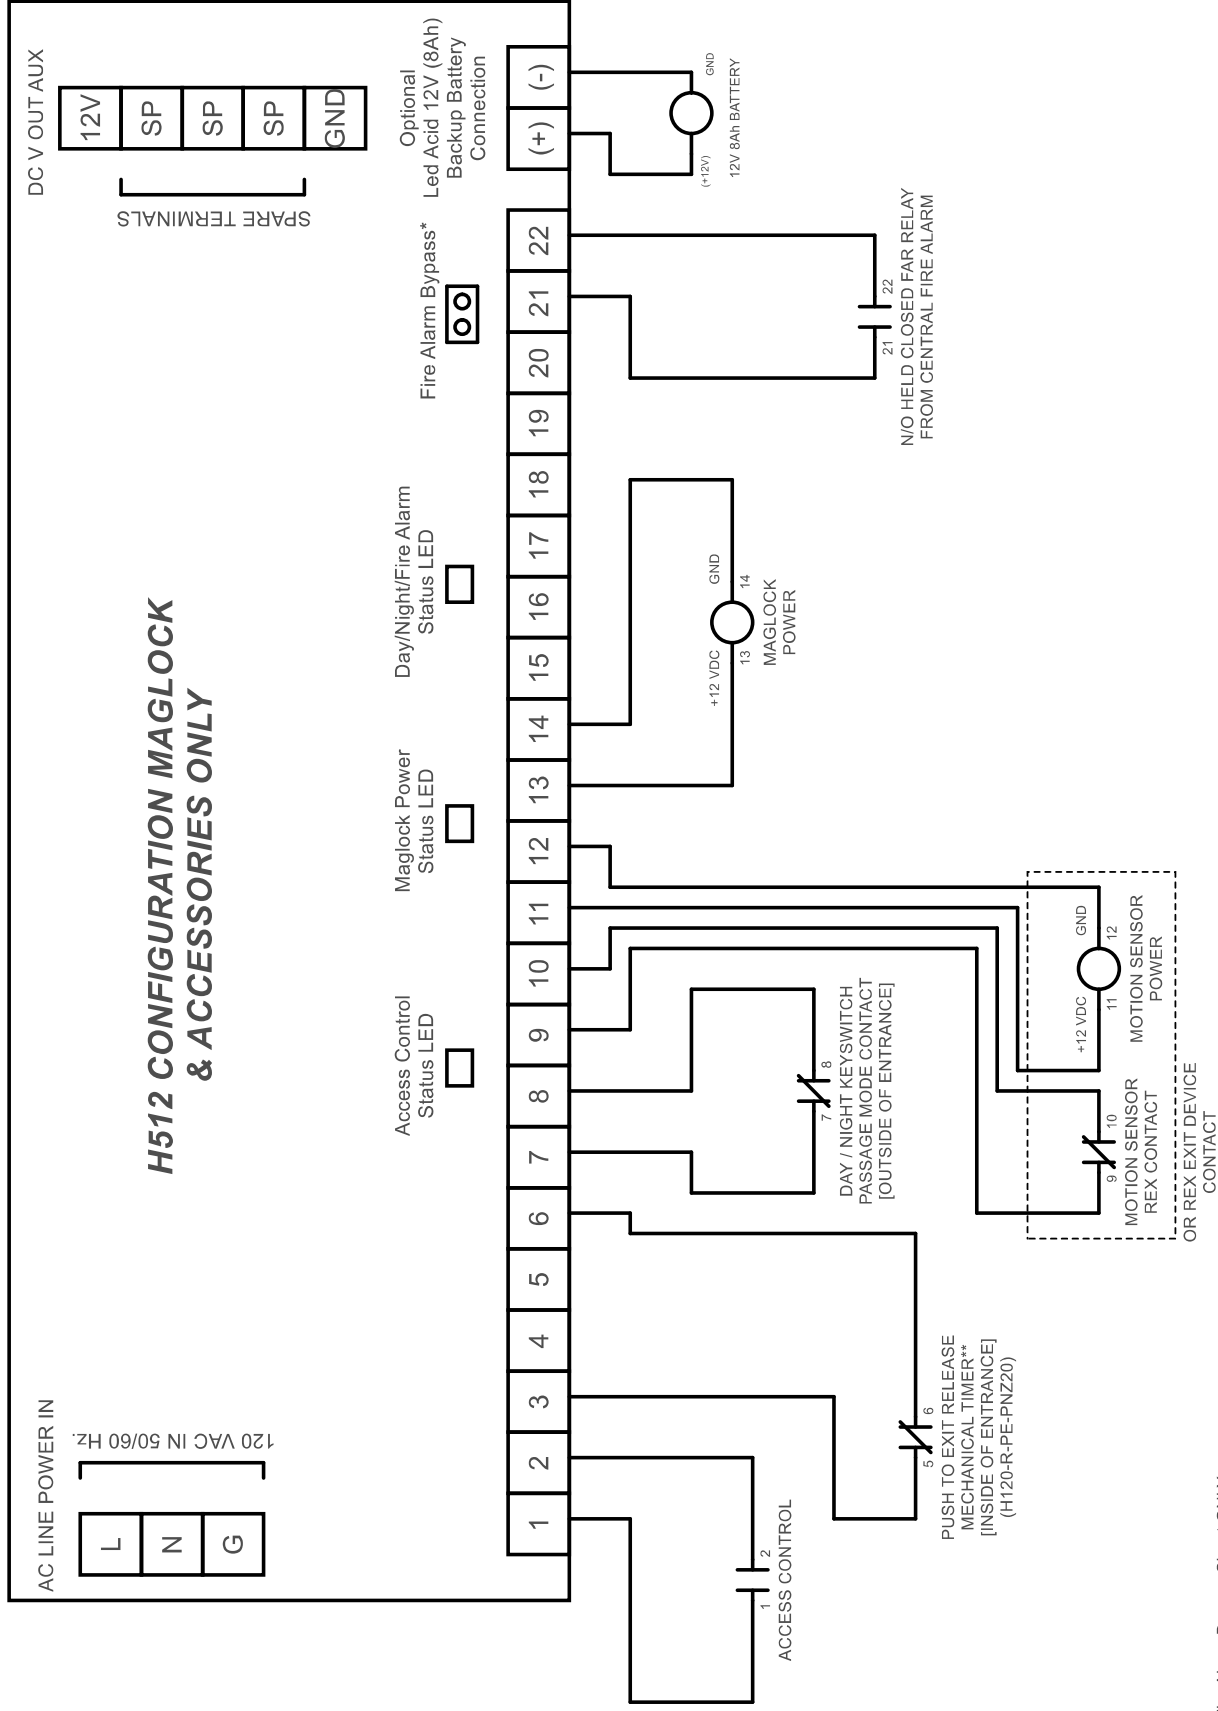 H512 CONFIGURATION MAGLOCK
& ACCESSORIES ONLY
AC LINE POWER IN
L
N
G
120 VAC IN 50/60 Hz.
DC V OUT AUX
12V
SP
SP
SP
GND
SPARE TERMINALS
Access Control
Status LED
Maglock Power
Status LED
Day/Night/Fire Alarm
Status LED
Fire Alarm Bypass*
Optional
Led Acid 12V (8Ah)
Backup Battery
Connection
1
2
3
4
5
6
7
8
9
10
11
12
13
14
15
16
17
18
19
20
21
22
(+)
(-)
1
2
ACCESS CONTROL
5
6
PUSH TO EXIT RELEASE
MECHANICAL TIMER**
[INSIDE OF ENTRANCE]
(H120-R-PE-PNZ20)
7
8
DAY / NIGHT KEYSWITCH
PASSAGE MODE CONTACT
[OUTSIDE OF ENTRANCE]
9
10
MOTION SENSOR
REX CONTACT
+12 VDC
GND
11
12
MOTION SENSOR
POWER
OR REX EXIT DEVICE
CONTACT
+12 VDC
GND
13
14
MAGLOCK
POWER
21
22
N/O HELD CLOSED FAR RELAY
FROM CENTRAL FIRE ALARM
(+12V)
GND
12V 8Ah BATTERY